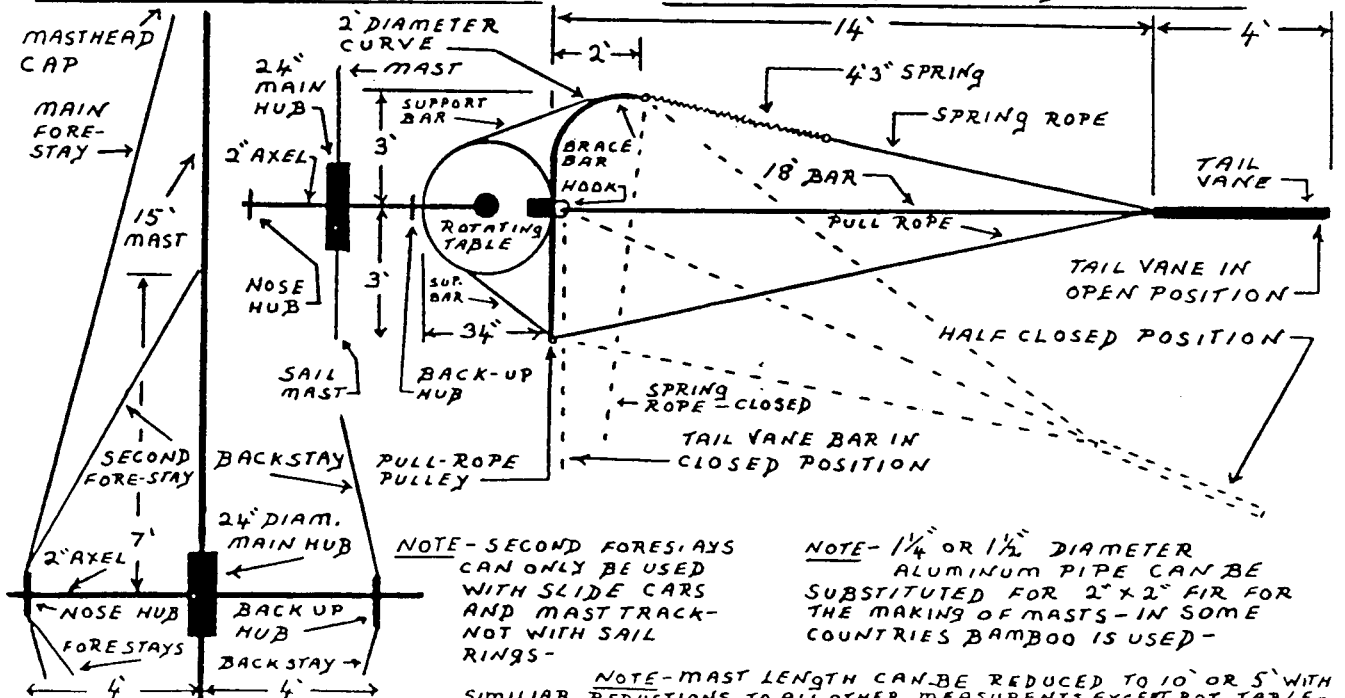 MASTHEAD
CAP
MAIN
FORE-
STAY
15'
MAST
SECOND
FORE-STAY
7'
2" AXEL
NOSE HUB
FORESTAYS
4'
4'
24" DIAM.
MAIN HUB
BACK UP
HUB
BACKSTAY
BACKSTAY
24"
MAIN
HUB
2" AXEL
NOSE
HUB
MAST
3'
3'
SAIL
MAST
2' DIAMETER
CURVE
SUPPORT
BAR
ROTATING
TABLE
SUP.
BAR
34"
BACK-UP
HUB
PULL-ROPE
PULLEY
2'
14'
4'
4'3" SPRING
SPRING ROPE
BRACE
BAR
HOOK
18' BAR
PULL ROPE
TAIL
VANE
TAIL VANE IN
OPEN POSITION
HALF CLOSED POSITION
SPRING
ROPE - CLOSED
TAIL VANE BAR IN
CLOSED POSITION
NOTE - SECOND FORESTAYS
CAN ONLY BE USED
WITH SLIDE CARS
AND MAST TRACK-
NOT WITH SAIL
RINGS-
NOTE - 1 1/4" OR 1 1/2" DIAMETER
ALUMINUM PIPE CAN BE
SUBSTITUTED FOR 2" X 2" FIR FOR
THE MAKING OF MASTS - IN SOME
COUNTRIES BAMBOO IS USED-
NOTE - MAST LENGTH CAN BE REDUCED TO 10' OR 5' WITH
SIMILIAR REDUCTIONS TO ALL OTHER MEASURENTS EXCEPT